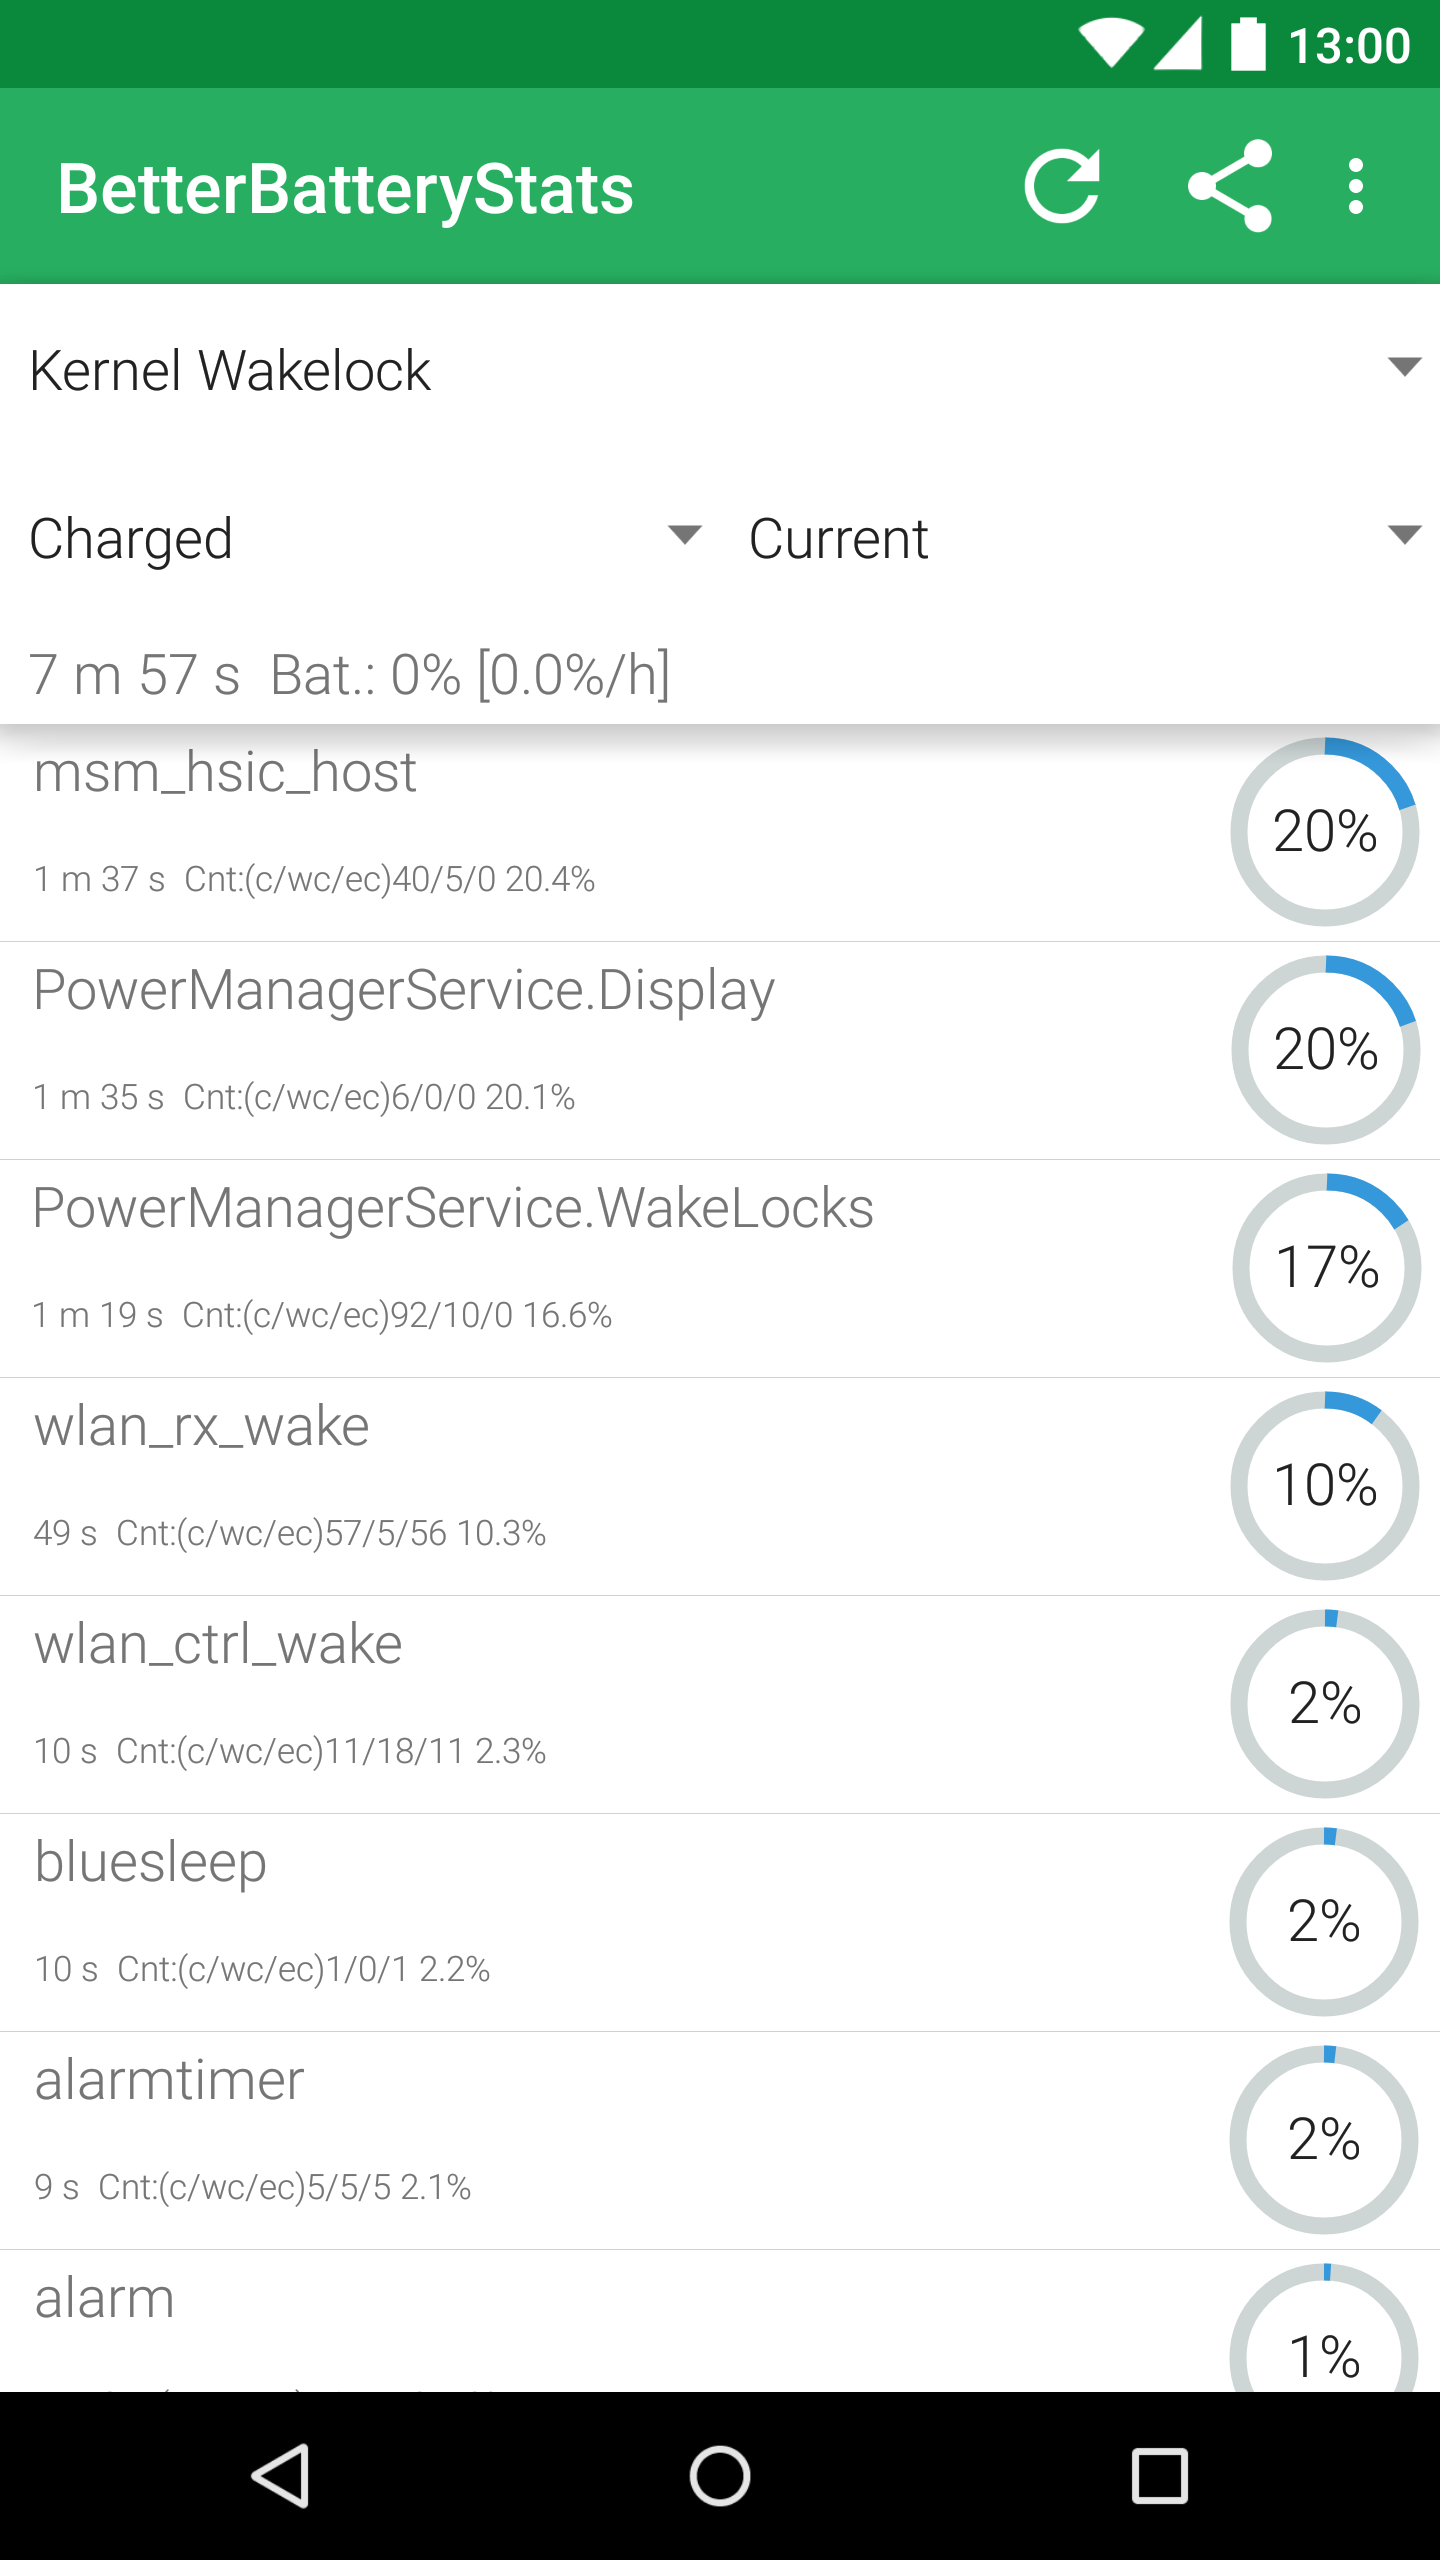 13:00
BetterBatteryStats
Kernel Wakelock
Charged Current
7 m 57 s Bat.: 0% [0.0%/h]
msm_hsic_host
20%
1 m 37 s Cnt:(c/wc/ec)40/5/0 20.4%
PowerManagerService.Display
20%
1 m 35 s Cnt:(c/wc/ec)6/0/0 20.1%
PowerManagerService.WakeLocks
17%
1 m 19 s Cnt:(c/wc/ec)92/10/0 16.6%
wlan_rx_wake
10%
49 s Cnt:(c/wc/ec)57/5/56 10.3%
wlan_ctrl_wake
2%
10 s Cnt:(c/wc/ec)11/18/11 2.3%
bluesleep
2%
10 s Cnt:(c/wc/ec)1/0/1 2.2%
alarmtimer
2%
9 s Cnt:(c/wc/ec)5/5/5 2.1%
alarm
1%